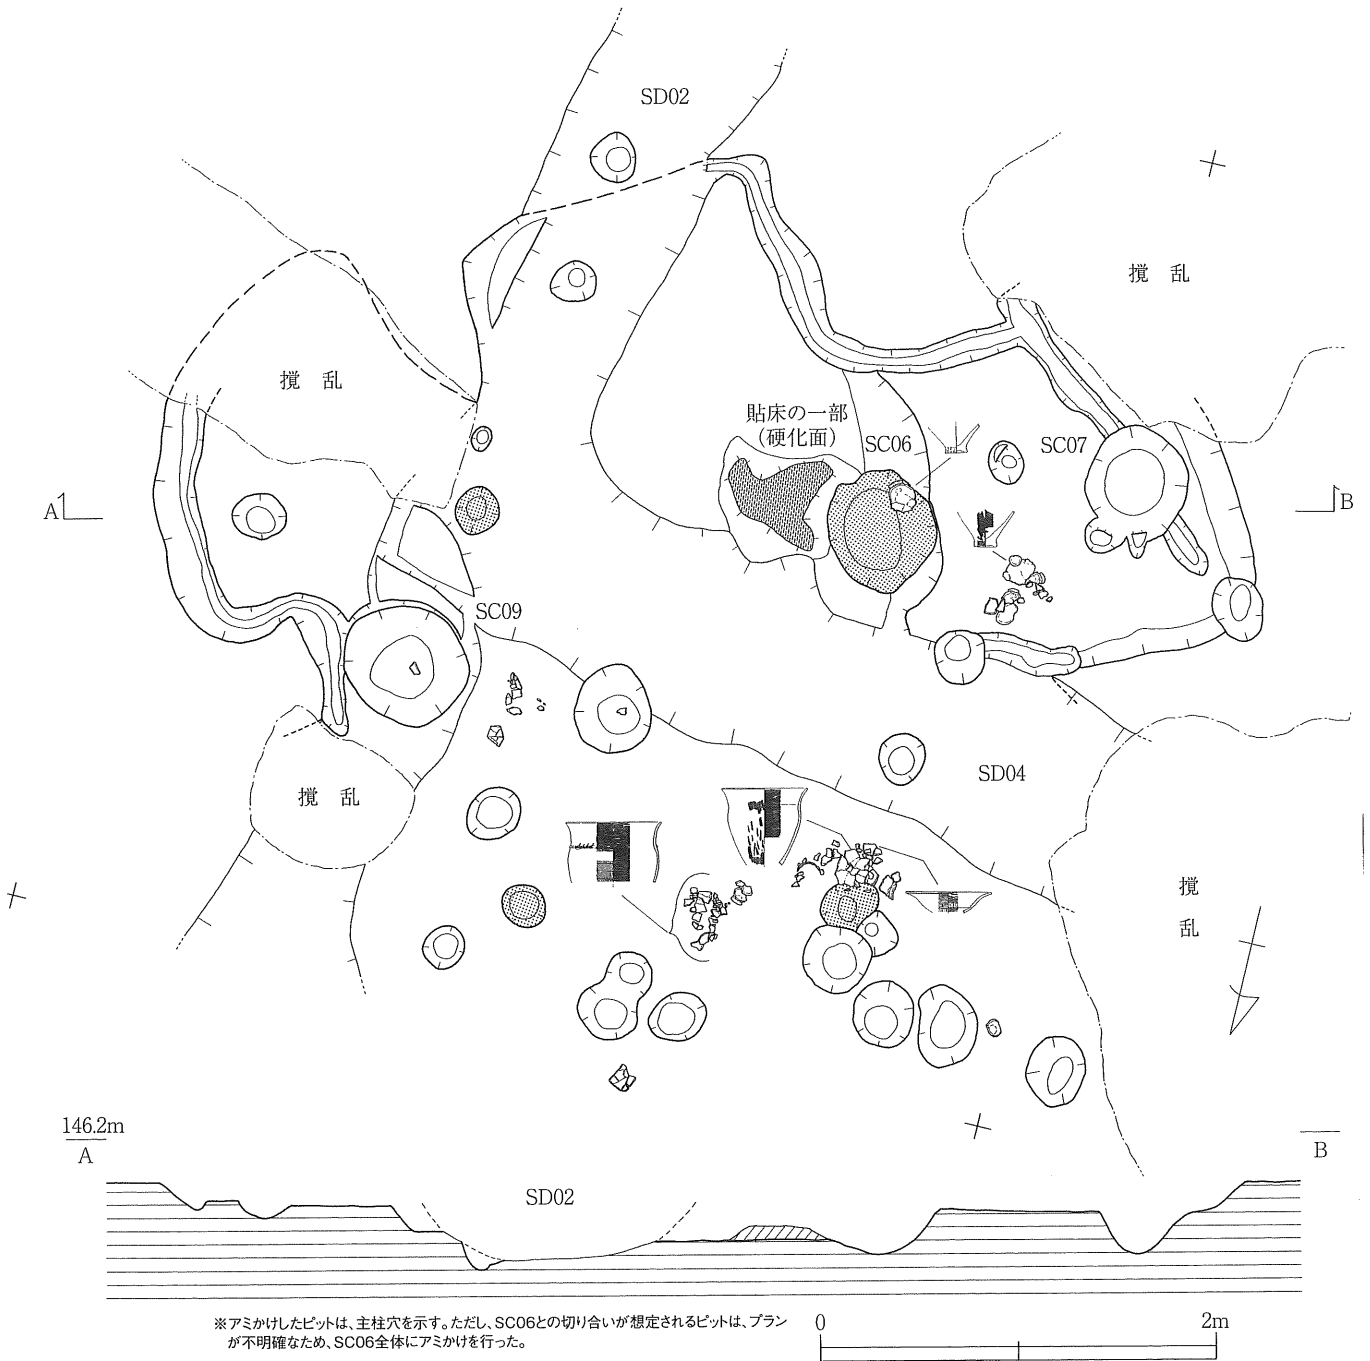 SD02
攪 乱
攪 乱
貼床の一部
(硬化面)
SC06
SC07
A
B
SC09
SD04
攪 乱
攪
乱
146.2m
A
B
SD02
※アミかけしたピットは、主柱穴を示す。ただし、SC06との切り合いが想定されるピットは、プラン
が不明確なため、SC06全体にアミかけを行った。
0
2m